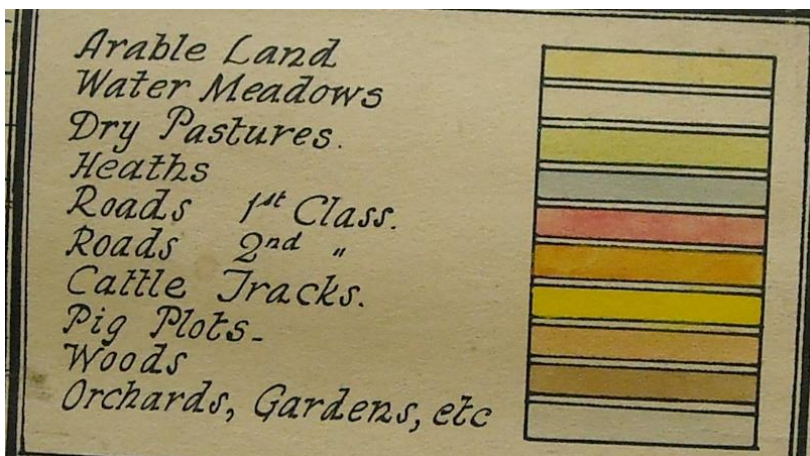 Arable Land
Water Meadows
Dry Pastures.
Heaths
Roads 1st Class.
Roads 2nd "
Cattle Tracks.
Pig Plots-
Woods
Orchards, Gardens, etc